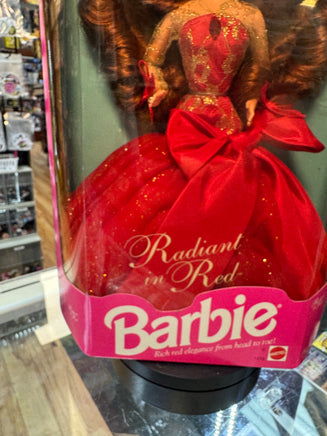 Radiant
in Red
Barbie
Rich red elegance from head to toe!